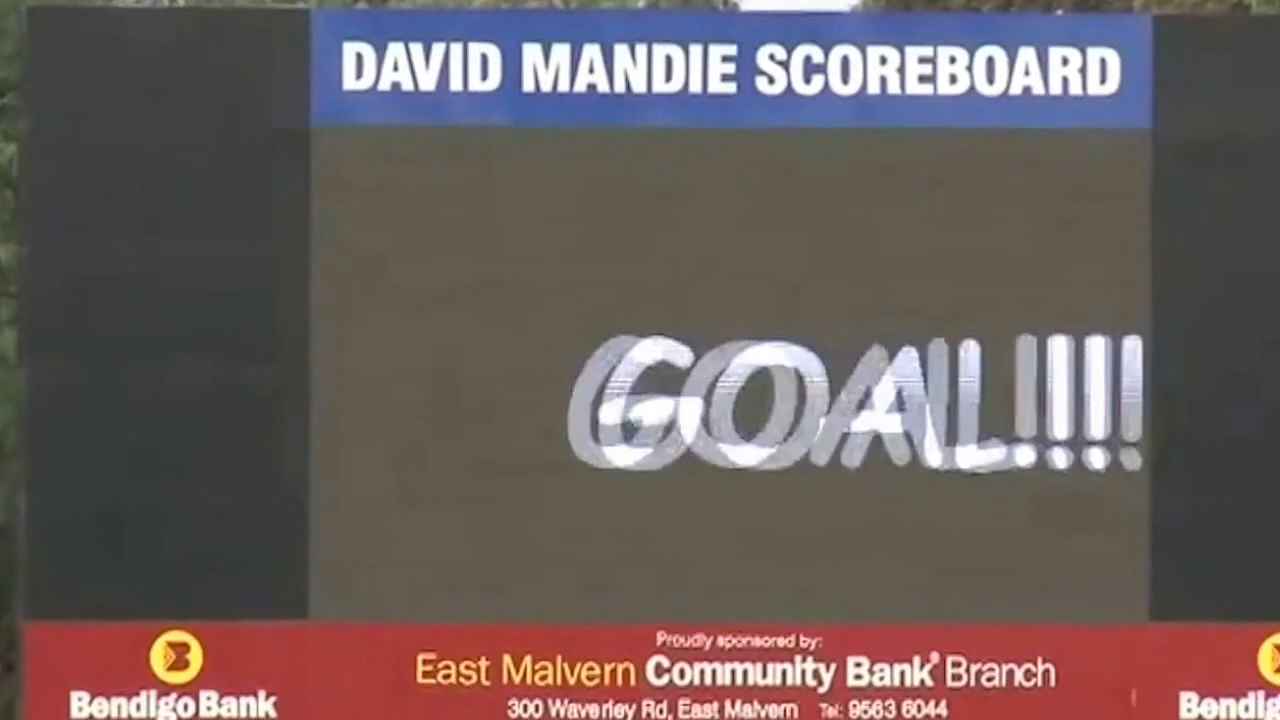 DAVID MANDIE SCOREBOARD
GOAL!!!!
Proudly sponsored by:
East Malvern Community Bank® Branch
300 Waverley Rd, East Malvern Tel: 9563 6044
Bendigo Bank
Bendig